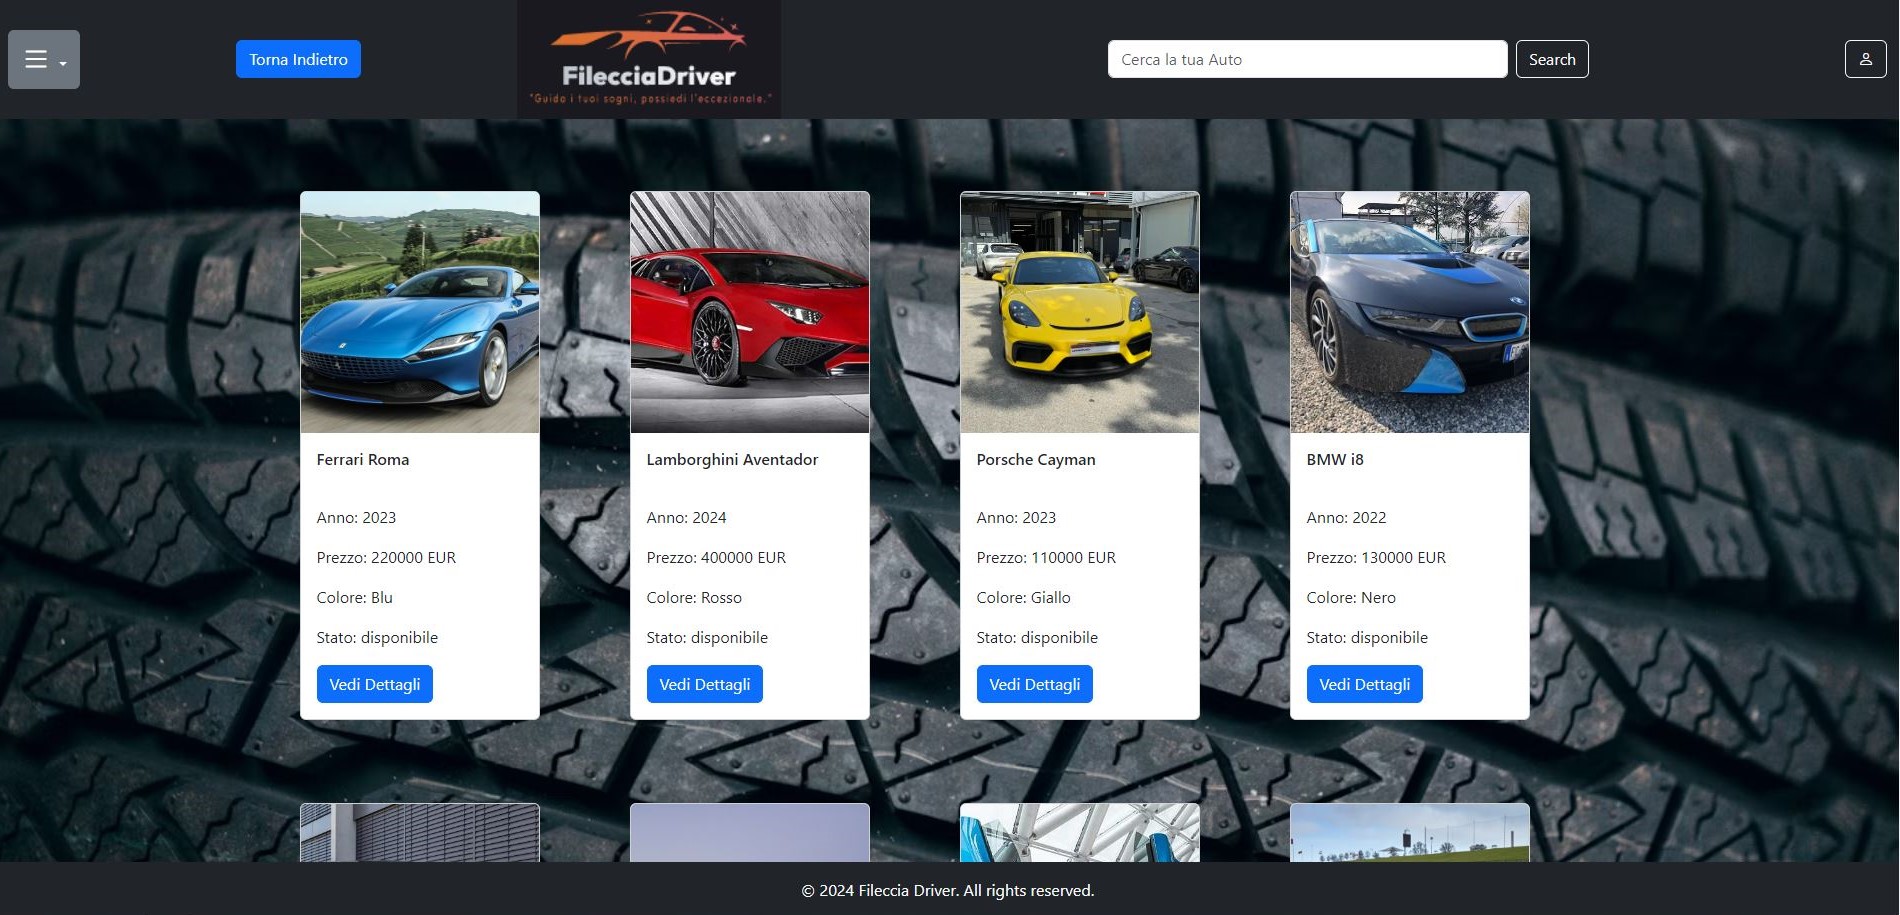 Torna Indietro
FilecciaDriver
"Guida i tuoi sogni, possiedi l'eccezionale."
Cerca la tua Auto
Search
Ferrari Roma
Anno: 2023
Prezzo: 220000 EUR
Colore: Blu
Stato: disponibile
Vedi Dettagli
Lamborghini Aventador
Anno: 2024
Prezzo: 400000 EUR
Colore: Rosso
Stato: disponibile
Vedi Dettagli
Porsche Cayman
Anno: 2023
Prezzo: 110000 EUR
Colore: Giallo
Stato: disponibile
Vedi Dettagli
BMW i8
Anno: 2022
Prezzo: 130000 EUR
Colore: Nero
Stato: disponibile
Vedi Dettagli
© 2024 Fileccia Driver. All rights reserved.